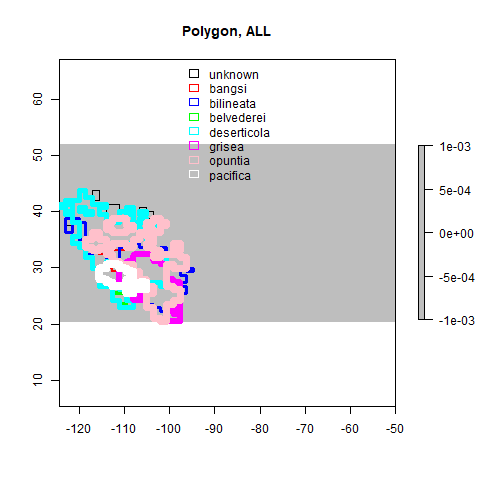 Polygon, ALL
unknown
bangsi
bilineata
belvederei
deserticola
grisea
opuntia
pacifica
60
50
40
30
20
10
-120 -110 -100 -90 -80 -70 -60 -50
1e-03
5e-04
0e+00
-5e-04
-1e-03